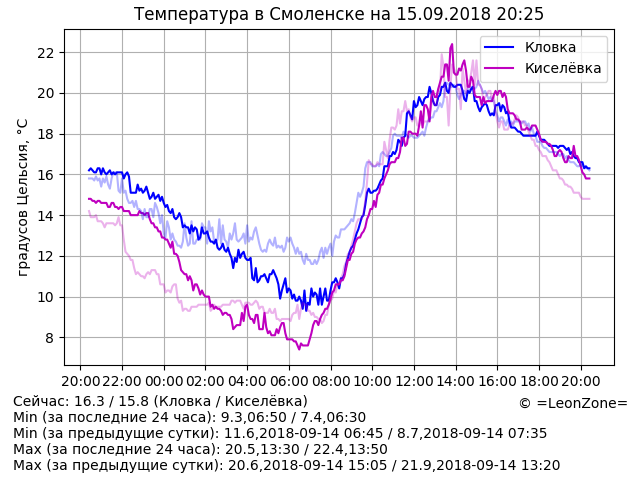 Температура в Смоленске на 15.09.2018 20:25
градусов Цельсия, °C
22
20
18
16
14
12
10
8
Кловка
Киселёвка
20:00 22:00 00:00 02:00 04:00 06:00 08:00 10:00 12:00 14:00 16:00 18:00 20:00
Сейчас: 16.3 / 15.8 (Кловка / Киселёвка)
© =LeonZone=
Min (за последние 24 часа): 9.3,06:50 / 7.4,06:30
Min (за предыдущие сутки): 11.6,2018-09-14 06:45 / 8.7,2018-09-14 07:35
Max (за последние 24 часа): 20.5,13:30 / 22.4,13:50
Max (за предыдущие сутки): 20.6,2018-09-14 15:05 / 21.9,2018-09-14 13:20